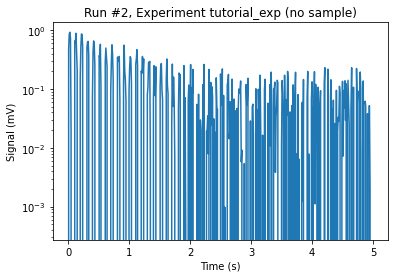 Run #2, Experiment tutorial_exp (no sample)
Signal (mV)
10⁰
10⁻¹
10⁻²
10⁻³
0 1 2 3 4 5
Time (s)